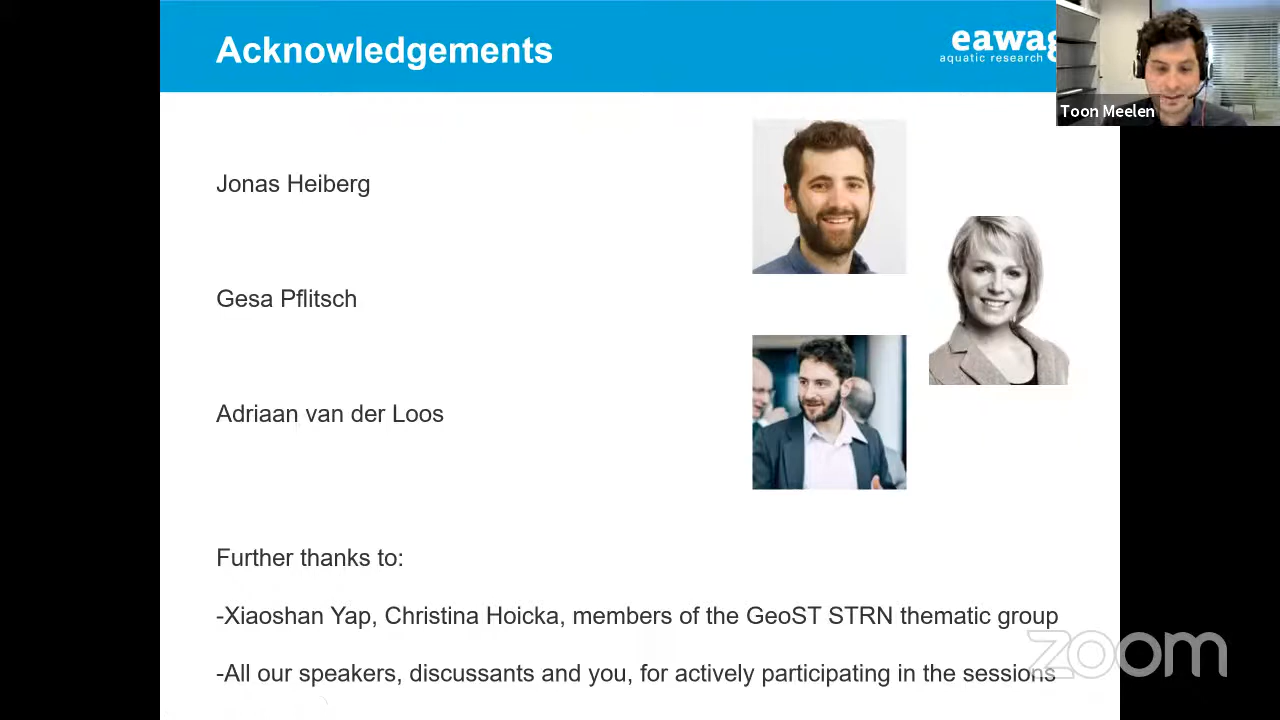 Acknowledgements
eawag
aquatic research
Toon Meelen
Jonas Heiberg
Gesa Pflitsch
Adriaan van der Loos
Further thanks to:
-Xiaoshan Yap, Christina Hoicka, members of the GeoST STRN thematic group
-All our speakers, discussants and you, for actively participating in the sessions
zoom